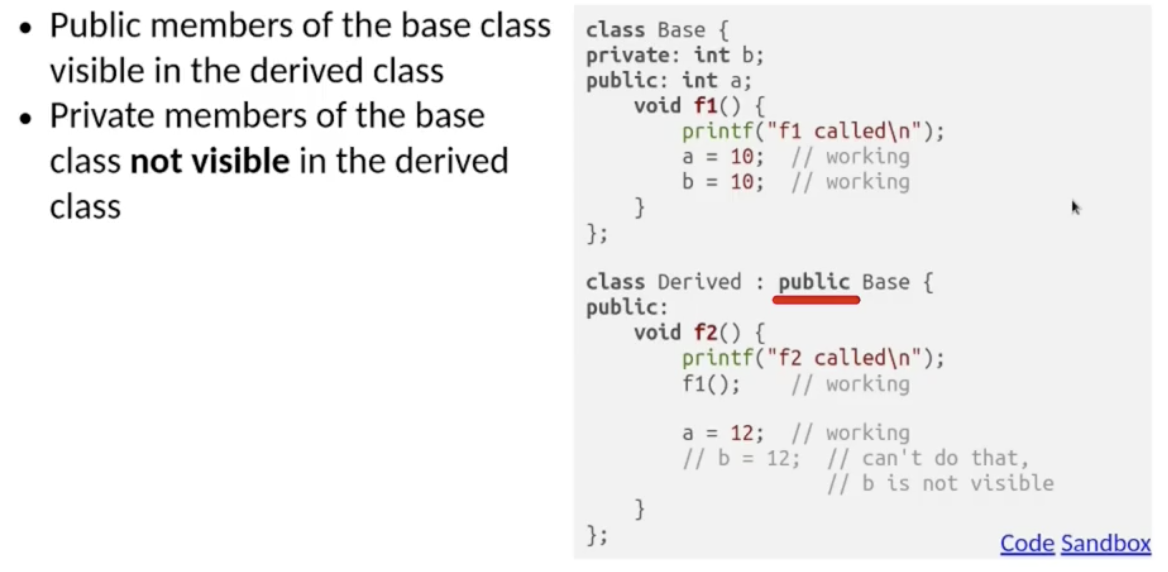 • Public members of the base class
visible in the derived class
• Private members of the base
class not visible in the derived
class
class Base {
private: int b;
public: int a;
    void f1() {
        printf("f1 called\n");
        a = 10;  // working
        b = 10;  // working
    }
};
class Derived : public Base {
public:
    void f2() {
        printf("f2 called\n");
        f1();    // working
        a = 12;  // working
        // b = 12;  // can't do that,
                    // b is not visible
    }
};
Code Sandbox